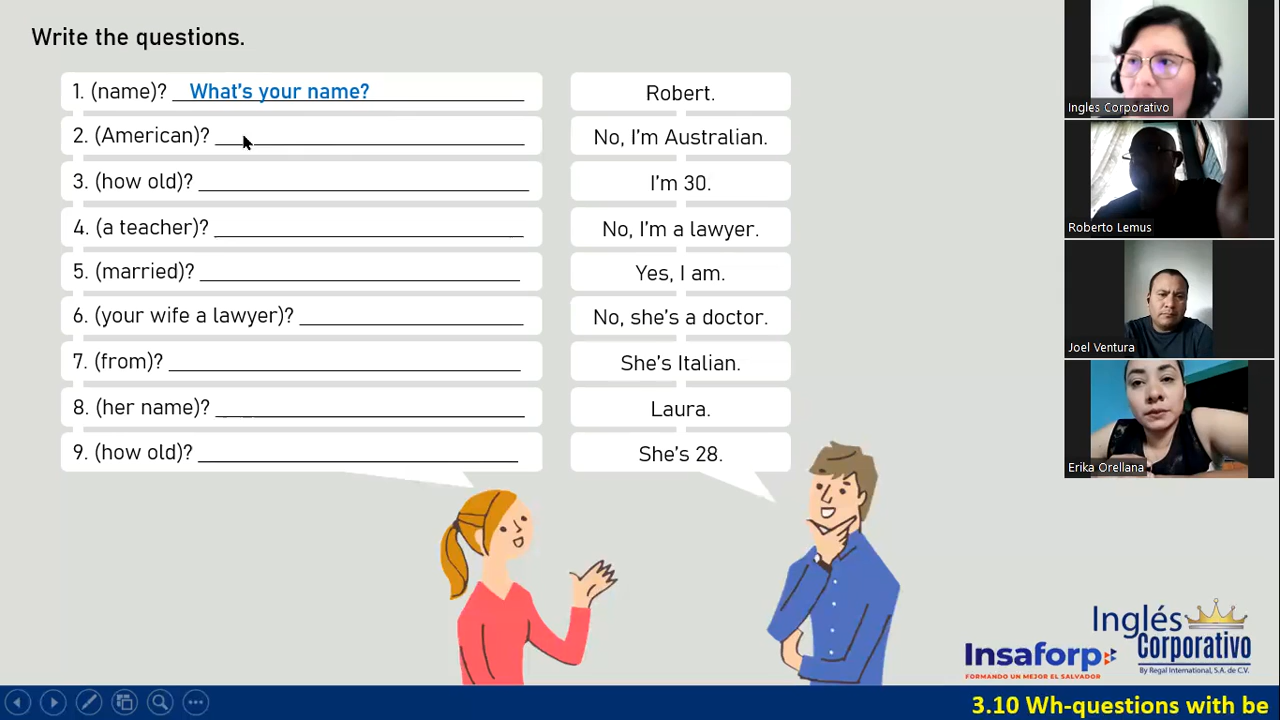 Write the questions.
1. (name)? What's your name?
Robert.
2. (American)?
No, I'm Australian.
3. (how old)?
I'm 30.
4. (a teacher)?
No, I'm a lawyer.
5. (married)?
Yes, I am.
6. (your wife a lawyer)?
No, she's a doctor.
7. (from)?
She's Italian.
8. (her name)?
Laura.
9. (how old)?
She's 28.
Ingles Corporativo
Roberto Lemus
Joel Ventura
Erika Orellana
Insaforp
FORMANDO UN MEJOR EL SALVADOR
Inglés
Corporativo
By Regal International, S.A. de C.V.
3.10 Wh-questions with be